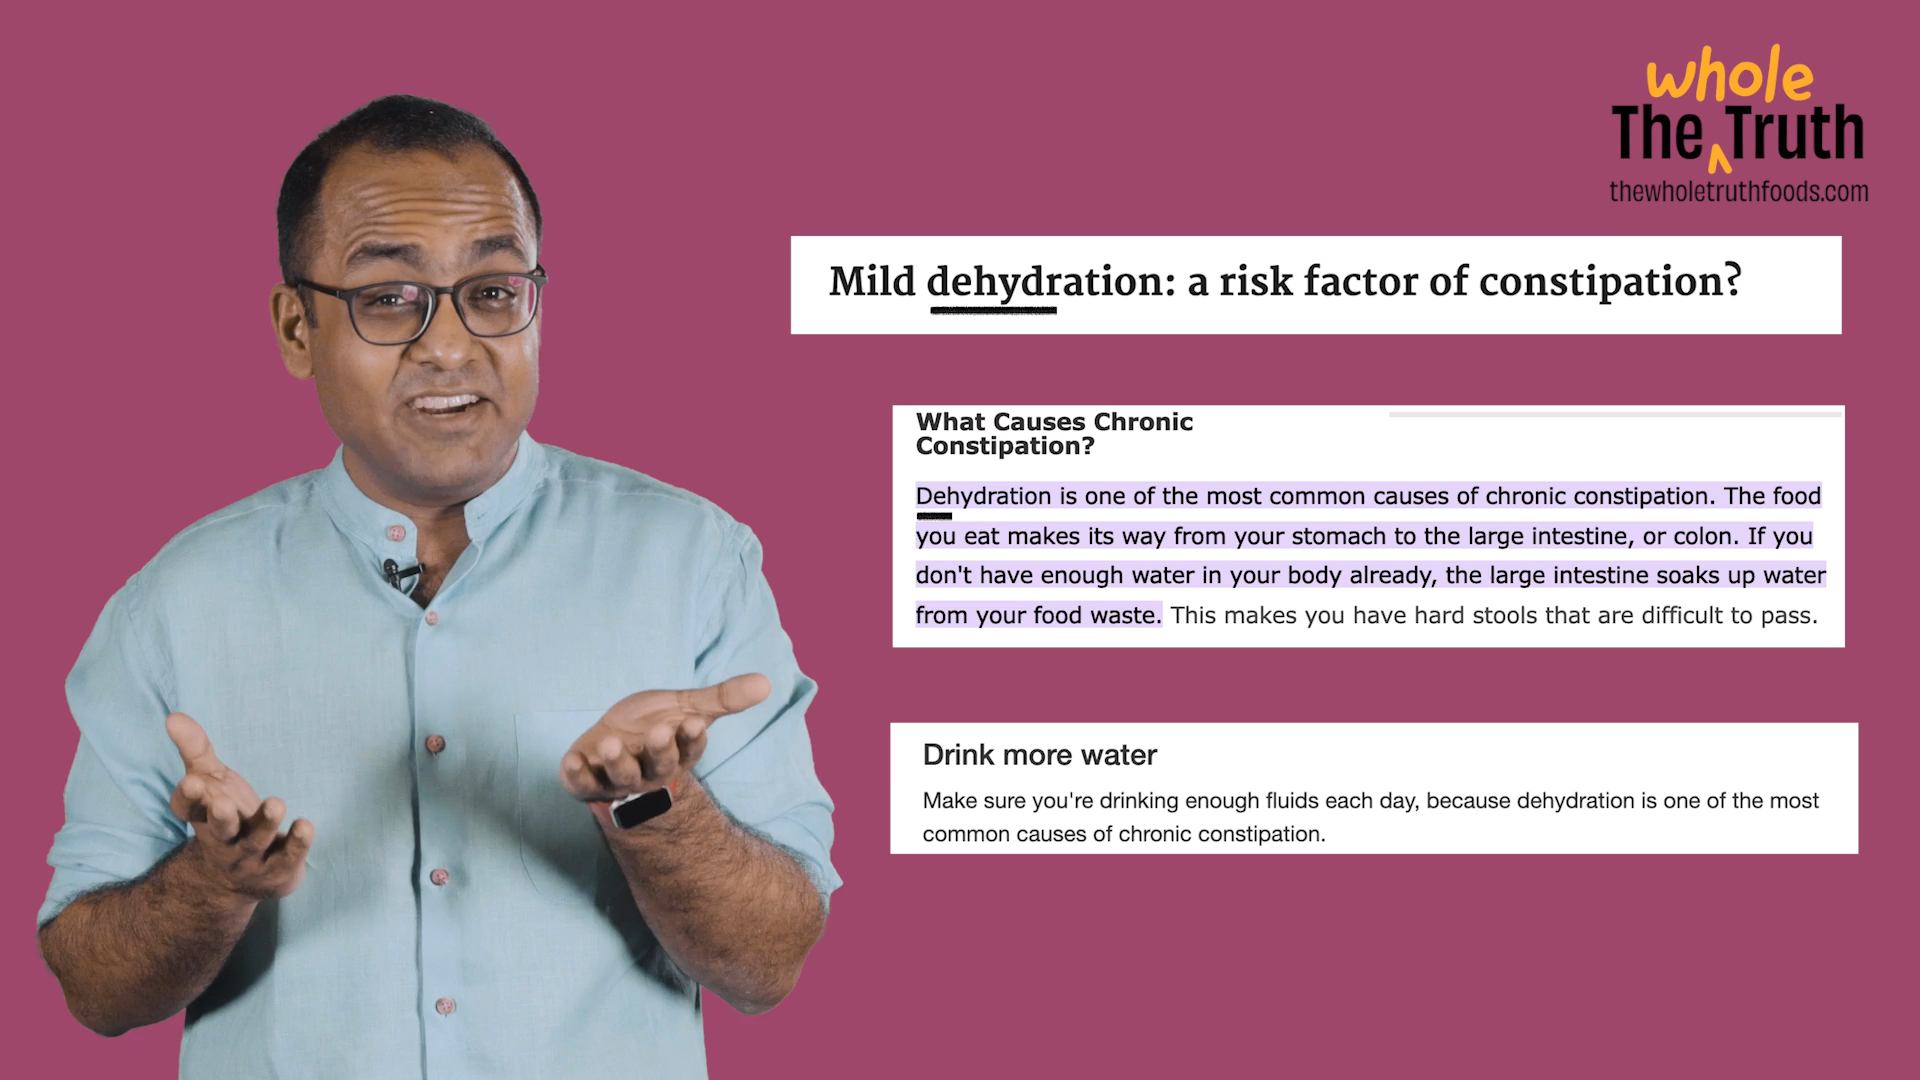 whole
The Truth
thewholetruthfoods.com
Mild dehydration: a risk factor of constipation?
What Causes Chronic
Constipation?
Dehydration is one of the most common causes of chronic constipation. The food
you eat makes its way from your stomach to the large intestine, or colon. If you
don't have enough water in your body already, the large intestine soaks up water
from your food waste. This makes you have hard stools that are difficult to pass.
Drink more water
Make sure you're drinking enough fluids each day, because dehydration is one of the most
common causes of chronic constipation.